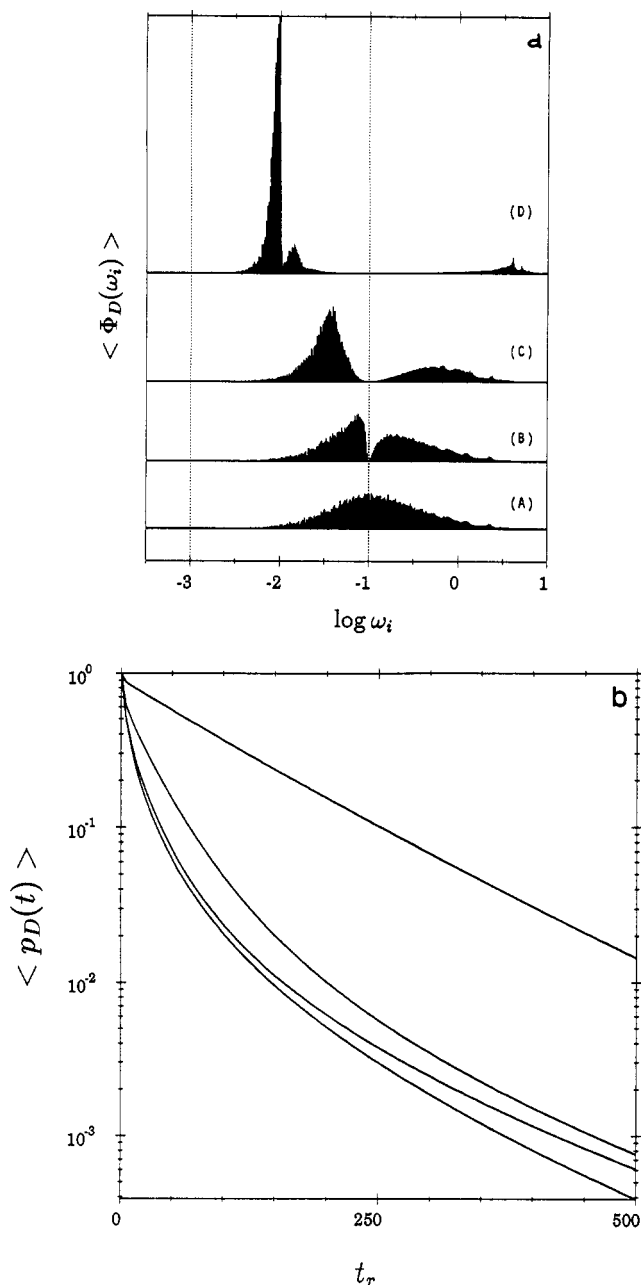 a
(D)
(C)
(B)
(A)
< Φ_D(ω_i) >
-3 -2 -1 0 1
log ω_i
b
10^0
10^-1
10^-2
10^-3
< p_D(t) >
0 250 500
t_r